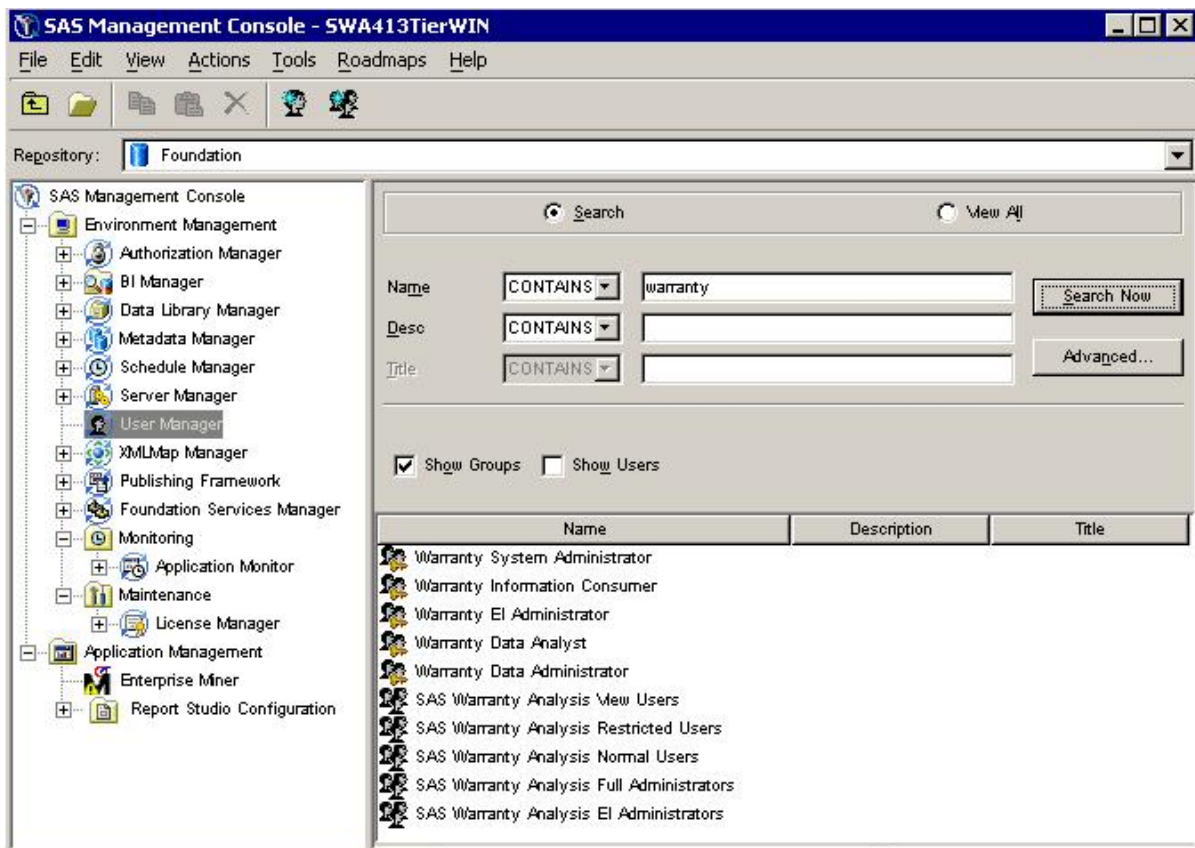 SAS Management Console - SWA413TierWIN
File Edit View Actions Tools Roadmaps Help
Repository: Foundation
SAS Management Console
Environment Management
Authorization Manager
BI Manager
Data Library Manager
Metadata Manager
Schedule Manager
Server Manager
User Manager
XMLMap Manager
Publishing Framework
Foundation Services Manager
Monitoring
Application Monitor
Maintenance
License Manager
Application Management
Enterprise Miner
Report Studio Configuration
Search View All
Name CONTAINS warranty Search Now
Desc CONTAINS
Title CONTAINS Advanced...
Show Groups Show Users
Name Description Title
Warranty System Administrator
Warranty Information Consumer
Warranty EI Administrator
Warranty Data Analyst
Warranty Data Administrator
SAS Warranty Analysis View Users
SAS Warranty Analysis Restricted Users
SAS Warranty Analysis Normal Users
SAS Warranty Analysis Full Administrators
SAS Warranty Analysis EI Administrators